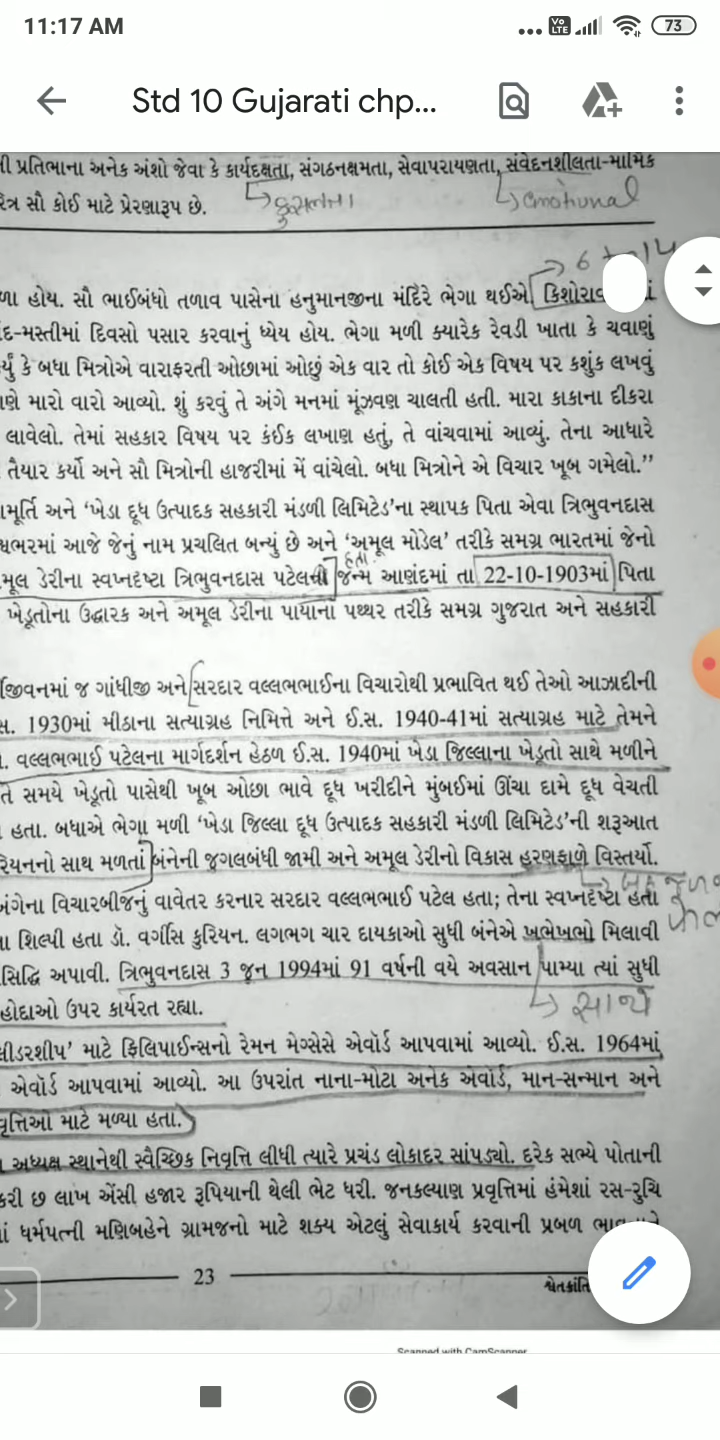 11:17 AM
Vo LTE
73
Std 10 Gujarati chp...
ની પ્રતિભાના અનેક અંશો જેવા કે કાર્યદક્ષતા, સંગઠનક્ષમતા, સેવાપરાયણતા, સંવેદનશીલતા-માર્મિક
રેત્ર સૌ કોઈ માટે પ્રેરણારૂપ છે.
કુશળતા
emotional
ળા હોય. સૌ ભાઈબંધો તળાવ પાસેના હનુમાનજીના મંદિરે ભેગા થઈએ. કિશોરાવ
દ-મસ્તીમાં દિવસો પસાર કરવાનું ધ્યેય હોય. ભેગા મળી ક્યારેક રેવડી ખાતા કે ચવાણું
ર્યું કે બધા મિત્રોએ વારાફરતી ઓછામાં ઓછું એક વાર તો કોઈ એક વિષય પર કશુંક લખવું
ણે મારો વારો આવ્યો. શું કરવું તે અંગે મનમાં મૂંઝવણ ચાલતી હતી. મારા કાકાના દીકરા
લાવેલો. તેમાં સહકાર વિષય પર કંઈક લખાણ હતું, તે વાંચવામાં આવ્યું. તેના આધારે
તૈયાર કર્યો અને સૌ મિત્રોની હાજરીમાં મેં વાંચેલો. બધા મિત્રોને એ વિચાર ખૂબ ગમેલો.”
ામૂર્તિ અને ‘ખેડા દૂધ ઉત્પાદક સહકારી મંડળી લિમિટેડ’ના સ્થાપક પિતા એવા ત્રિભુવનદાસ
શ્વભરમાં આજે જેનું નામ પ્રચલિત બન્યું છે અને ‘અમૂલ મોડેલ’ તરીકે સમગ્ર ભારતમાં જેનો
હતા
મૂલ ડેરીના સ્વપ્નદૃષ્ટા ત્રિભુવનદાસ પટેલનો જન્મ આણંદમાં તા 22-10-1903માં પિતા
ખેડૂતોના ઉદ્ધારક અને અમૂલ ડેરીના પાયાના પથ્થર તરીકે સમગ્ર ગુજરાત અને સહકારી
જીવનમાં જ ગાંધીજી અને સરદાર વલ્લભભાઈના વિચારોથી પ્રભાવિત થઈ તેઓ આઝાદીની
સ. 1930માં મીઠાના સત્યાગ્રહ નિમિત્તે અને ઈ.સ. 1940-41માં સત્યાગ્રહ માટે તેમને
. વલ્લભભાઈ પટેલના માર્ગદર્શન હેઠળ ઈ.સ. 1940માં ખેડા જિલ્લાના ખેડૂતો સાથે મળીને
તે સમયે ખેડૂતો પાસેથી ખૂબ ઓછા ભાવે દૂધ ખરીદીને મુંબઈમાં ઊંચા દામે દૂધ વેચતી
હતા. બધાએ ભેગા મળી ‘ખેડા જિલ્લા દૂધ ઉત્પાદક સહકારી મંડળી લિમિટેડ’ની શરૂઆત
રિયનનો સાથ મળતાં બંનેની જુગલબંધી જામી અને અમૂલ ડેરીનો વિકાસ હરણફાળે વિસ્તર્યો.
અંગેના વિચારબીજનું વાવેતર કરનાર સરદાર વલ્લભભાઈ પટેલ હતા; તેના સ્વપ્નદૃષ્ટા હતા
ના શિલ્પી હતા ડૉ. વર્ગીસ કુરિયન. લગભગ ચાર દાયકાઓ સુધી બંનેએ ખભેખભો મિલાવી
સિદ્ધિ અપાવી. ત્રિભુવનદાસ 3 જૂન 1994માં 91 વર્ષની વયે અવસાન પામ્યા ત્યાં સુધી
સાથે
હોદાઓ ઉપર કાર્યરત રહ્યા.
લીડરશીપ’ માટે ફિલિપાઈન્સનો રેમન મેગ્સેસે એવૉર્ડ આપવામાં આવ્યો. ઈ.સ. 1964માં
એવૉર્ડ આપવામાં આવ્યો. આ ઉપરાંત નાના-મોટા અનેક એવૉર્ડ, માન-સન્માન અને
વૃત્તિઓ માટે મળ્યા હતા.
અધ્યક્ષ સ્થાનેથી સ્વૈચ્છિક નિવૃત્તિ લીધી ત્યારે પ્રચંડ લોકાદર સાંપડ્યો. દરેક સભ્યે પોતાની
કરી છ લાખ એંસી હજાર રૂપિયાની થેલી ભેટ ધરી. જનકલ્યાણ પ્રવૃત્તિમાં હંમેશાં રસ-રુચિ
માં ધર્મપત્ની મણિબહેને ગ્રામજનો માટે શક્ય એટલું સેવાકાર્ય કરવાની પ્રબળ
23
શ્વેતક્રાંતિ
Scanned with CamScanner